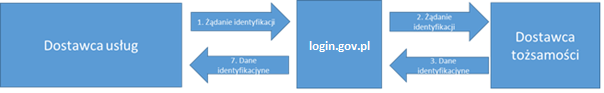 Dostawca usług
1. Żądanie identyfikacji
7. Dane
identyfikacyjne
login.gov.pl
2. Żądanie
identyfikacji
3. Dane
identyfikacyjne
Dostawca
tożsamości